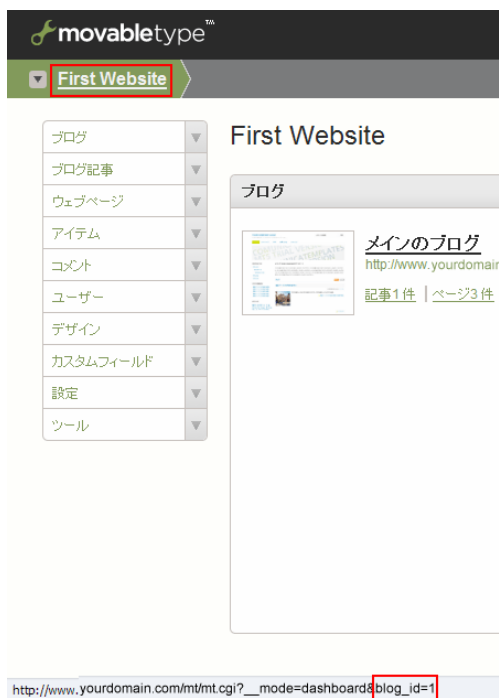 movabletype™
First Website
ブログ
ブログ記事
ウェブページ
アイテム
コメント
ユーザー
デザイン
カスタムフィールド
設定
ツール
First Website
ブログ
メインのブログ
http://www.yourdomain
記事1件 | ページ3件
http://www.yourdomain.com/mt/mt.cgi?__mode=dashboard&blog_id=1